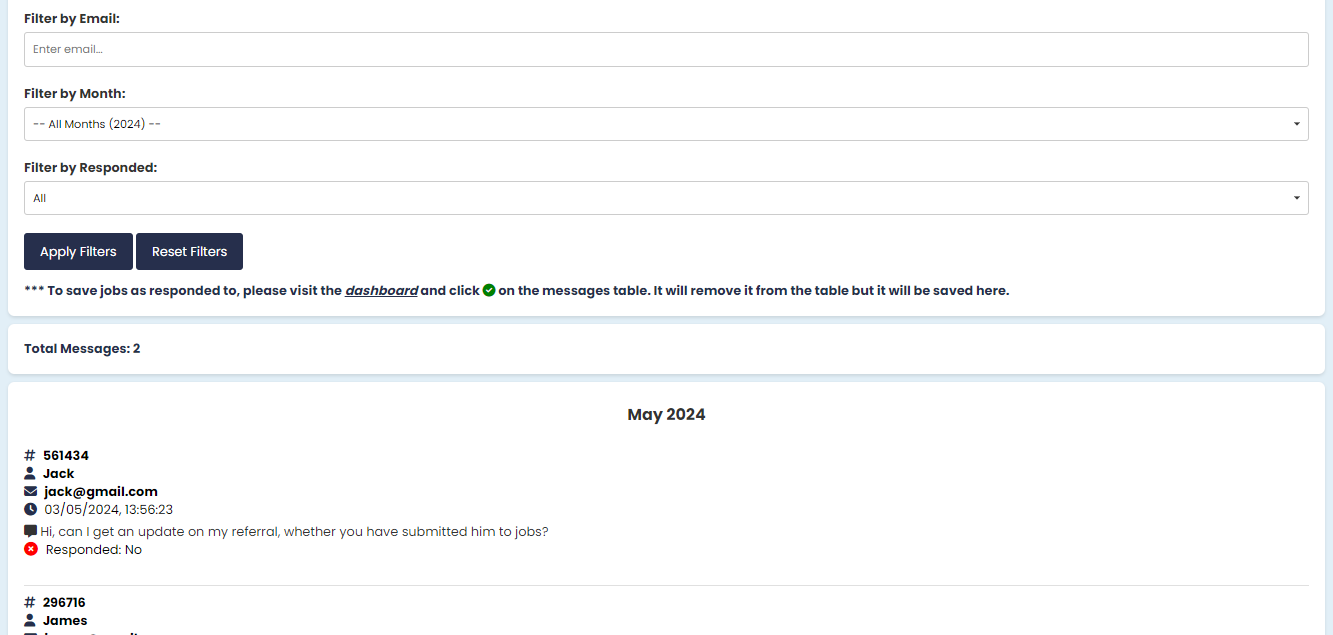 Filter by Email:
Enter email...
Filter by Month:
-- All Months (2024) --
Filter by Responded:
All
Apply Filters Reset Filters
*** To save jobs as responded to, please visit the dashboard and click on the messages table. It will remove it from the table but it will be saved here.
Total Messages: 2
May 2024
# 561434
Jack
jack@gmail.com
03/05/2024, 13:56:23
Hi, can I get an update on my referral, whether you have submitted him to jobs?
Responded: No
# 296716
James